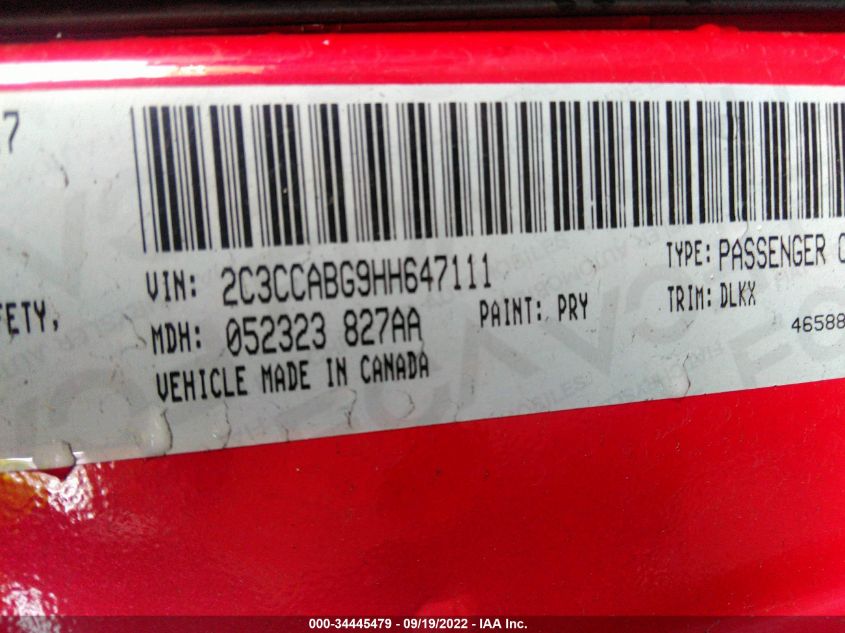 7
VIN: 2C3CCABG9HH647111
TYPE: PASSENGER
FETY,
MDH: 052323 827AA
PAINT: PRY
TRIM: DLKX
46588
VEHICLE MADE IN CANADA
000-34445479 - 09/19/2022 - IAA Inc.